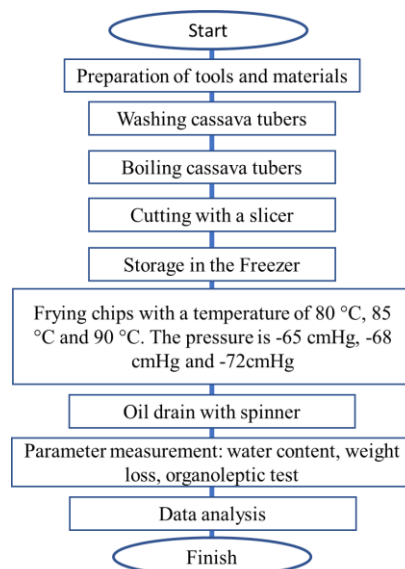 Start
Preparation of tools and materials
Washing cassava tubers
Boiling cassava tubers
Cutting with a slicer
Storage in the Freezer
Frying chips with a temperature of 80 °C, 85
°C and 90 °C. The pressure is -65 cmHg, -68
cmHg and -72cmHg
Oil drain with spinner
Parameter measurement: water content, weight
loss, organoleptic test
Data analysis
Finish